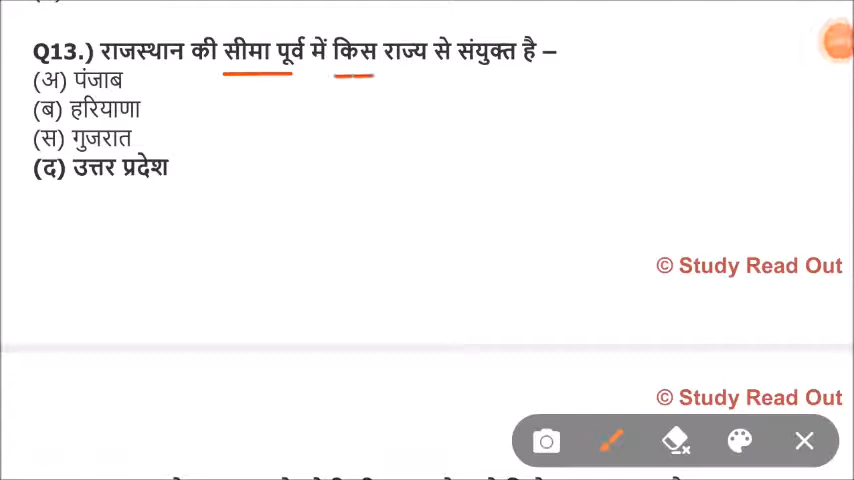 Q13.) राजस्थान की सीमा पूर्व में किस राज्य से संयुक्त है –
(अ) पंजाब
(ब) हरियाणा
(स) गुजरात
(द) उत्तर प्रदेश
© Study Read Out
© Study Read Out